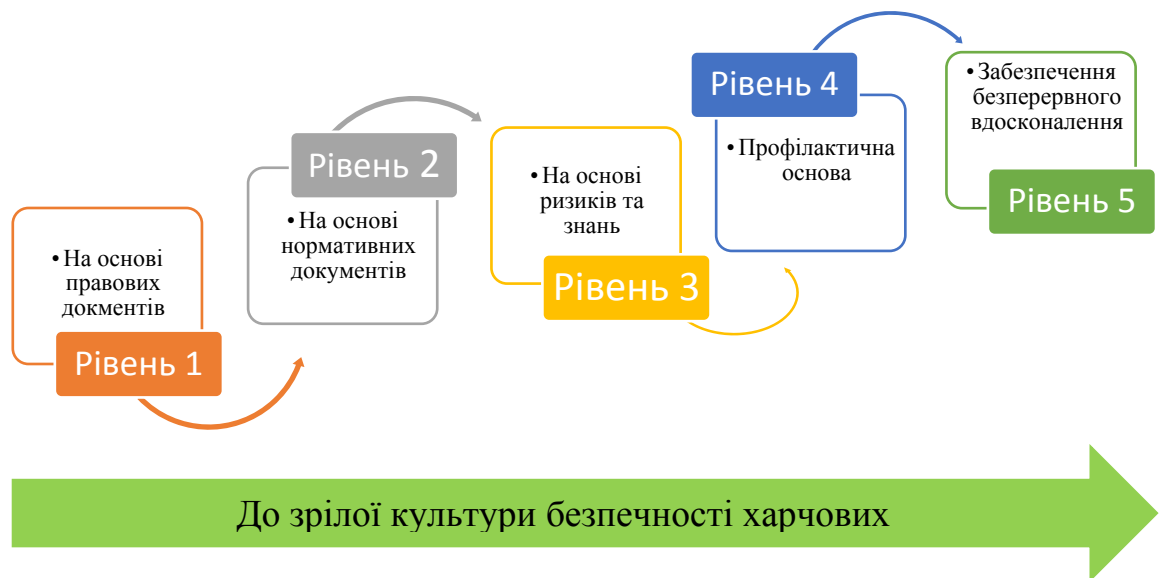 • На основі
правових
докментів
Рівень 1
Рівень 2
• На основі
нормативних
документів
• На основі
ризиків та
знань
Рівень 3
Рівень 4
• Профілактична
основа
• Забезпечення
безперервного
вдосконалення
Рівень 5
До зрілої культури безпечності харчових